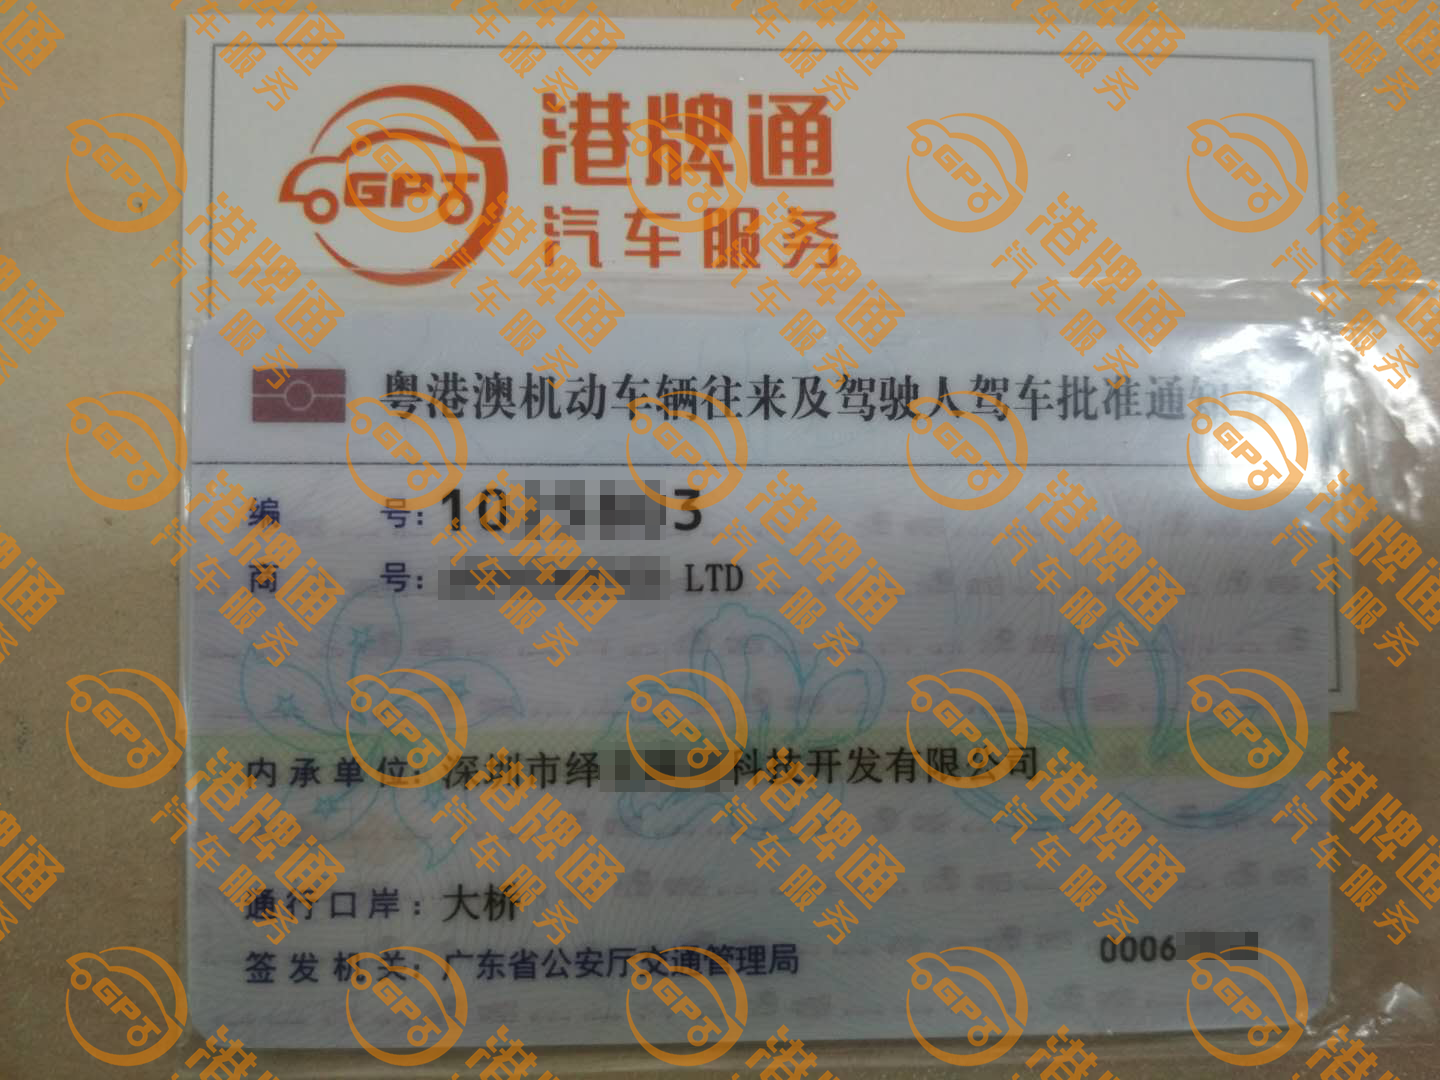 GPT
港牌通
汽车服务
粤港澳机动车辆往来及驾驶人驾车批准通知
编 号: 10 3
商 号: LTD
内承单位: 深圳市绎 科技开发有限公司
通行口岸: 大桥
签发机关: 广东省公安厅交通管理局
0006